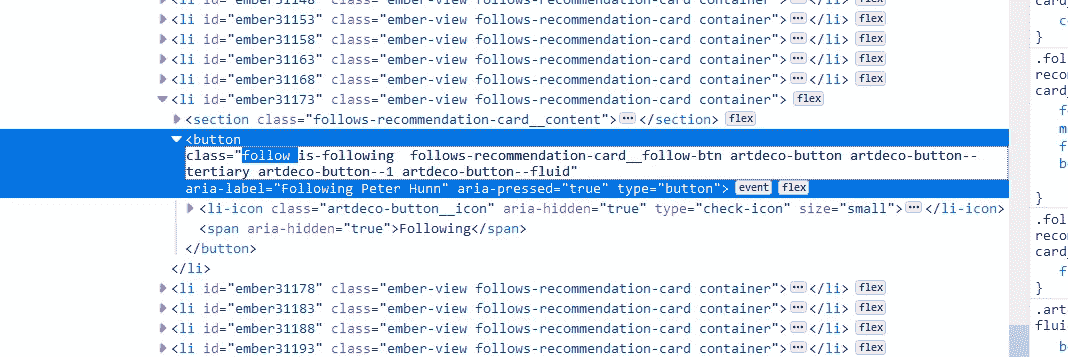 <li id="ember31148" class="ember-view follows-recommendation-card container"> ••• </li> flex
card_
<li id="ember31153" class="ember-view follows-recommendation-card container"> ••• </li> flex
<li id="ember31158" class="ember-view follows-recommendation-card container"> ••• </li> flex
}
<li id="ember31163" class="ember-view follows-recommendation-card container"> ••• </li> flex
.fol
<li id="ember31168" class="ember-view follows-recommendation-card container"> ••• </li> flex
reco
<li id="ember31173" class="ember-view follows-recommendation-card container"> flex
card_
<section class="follows-recommendation-card__content"> ••• </section> flex
<button
class="follow is-following  follows-recommendation-card__follow-btn artdeco-button artdeco-button--
tertiary artdeco-button--1 artdeco-button--fluid"
aria-label="Following Peter Hunn" aria-pressed="true" type="button"> event flex
}
<li-icon class="artdeco-button__icon" aria-hidden="true" type="check-icon" size="small"> ••• </li-icon>
.fol
<span aria-hidden="true">Following</span>
reco
</button>
card_
</li>
<li id="ember31178" class="ember-view follows-recommendation-card container"> ••• </li> flex
}
<li id="ember31183" class="ember-view follows-recommendation-card container"> ••• </li> flex
.art
<li id="ember31188" class="ember-view follows-recommendation-card container"> ••• </li> flex
flui
<li id="ember31193" class="ember-view follows-recommendation-card container"> ••• </li> flex